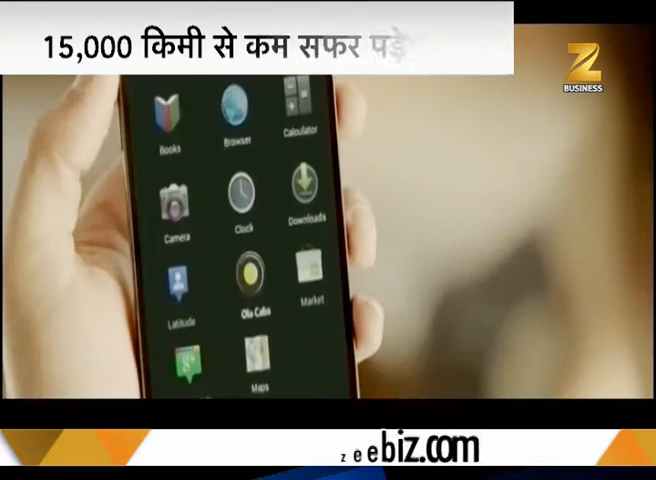 15,000 किमी से कम सफर
Z
BUSINESS
Books
Browser
Calculator
Camera
Clock
Downloads
Latitude
Ola Cabs
Market
g+
Maps
zeebiz.com